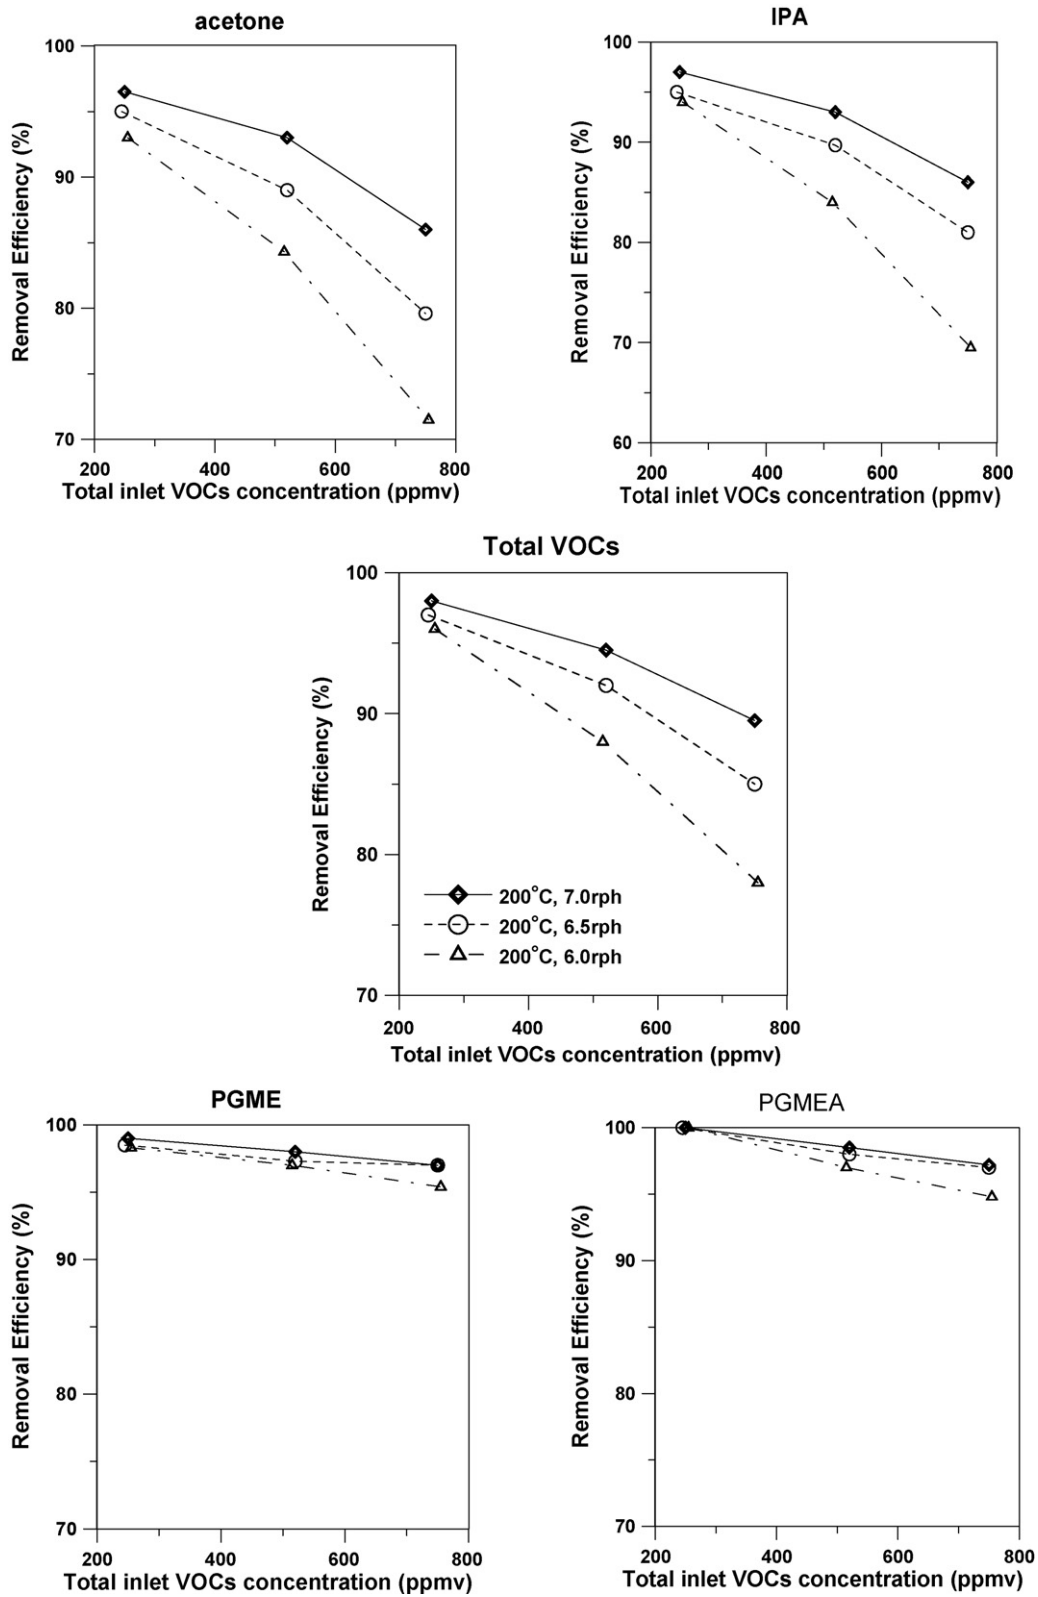 acetone
100
90
80
70
200 400 600 800
Removal Efficiency (%)
Total inlet VOCs concentration (ppmv)
IPA
100
90
80
70
60
200 400 600 800
Removal Efficiency (%)
Total inlet VOCs concentration (ppmv)
Total VOCs
100
90
80
70
200 400 600 800
Removal Efficiency (%)
200°C, 7.0rph
200°C, 6.5rph
200°C, 6.0rph
Total inlet VOCs concentration (ppmv)
PGME
100
90
80
70
200 400 600 800
Removal Efficiency (%)
Total inlet VOCs concentration (ppmv)
PGMEA
100
90
80
70
200 400 600 800
Removal Efficiency (%)
Total inlet VOCs concentration (ppmv)